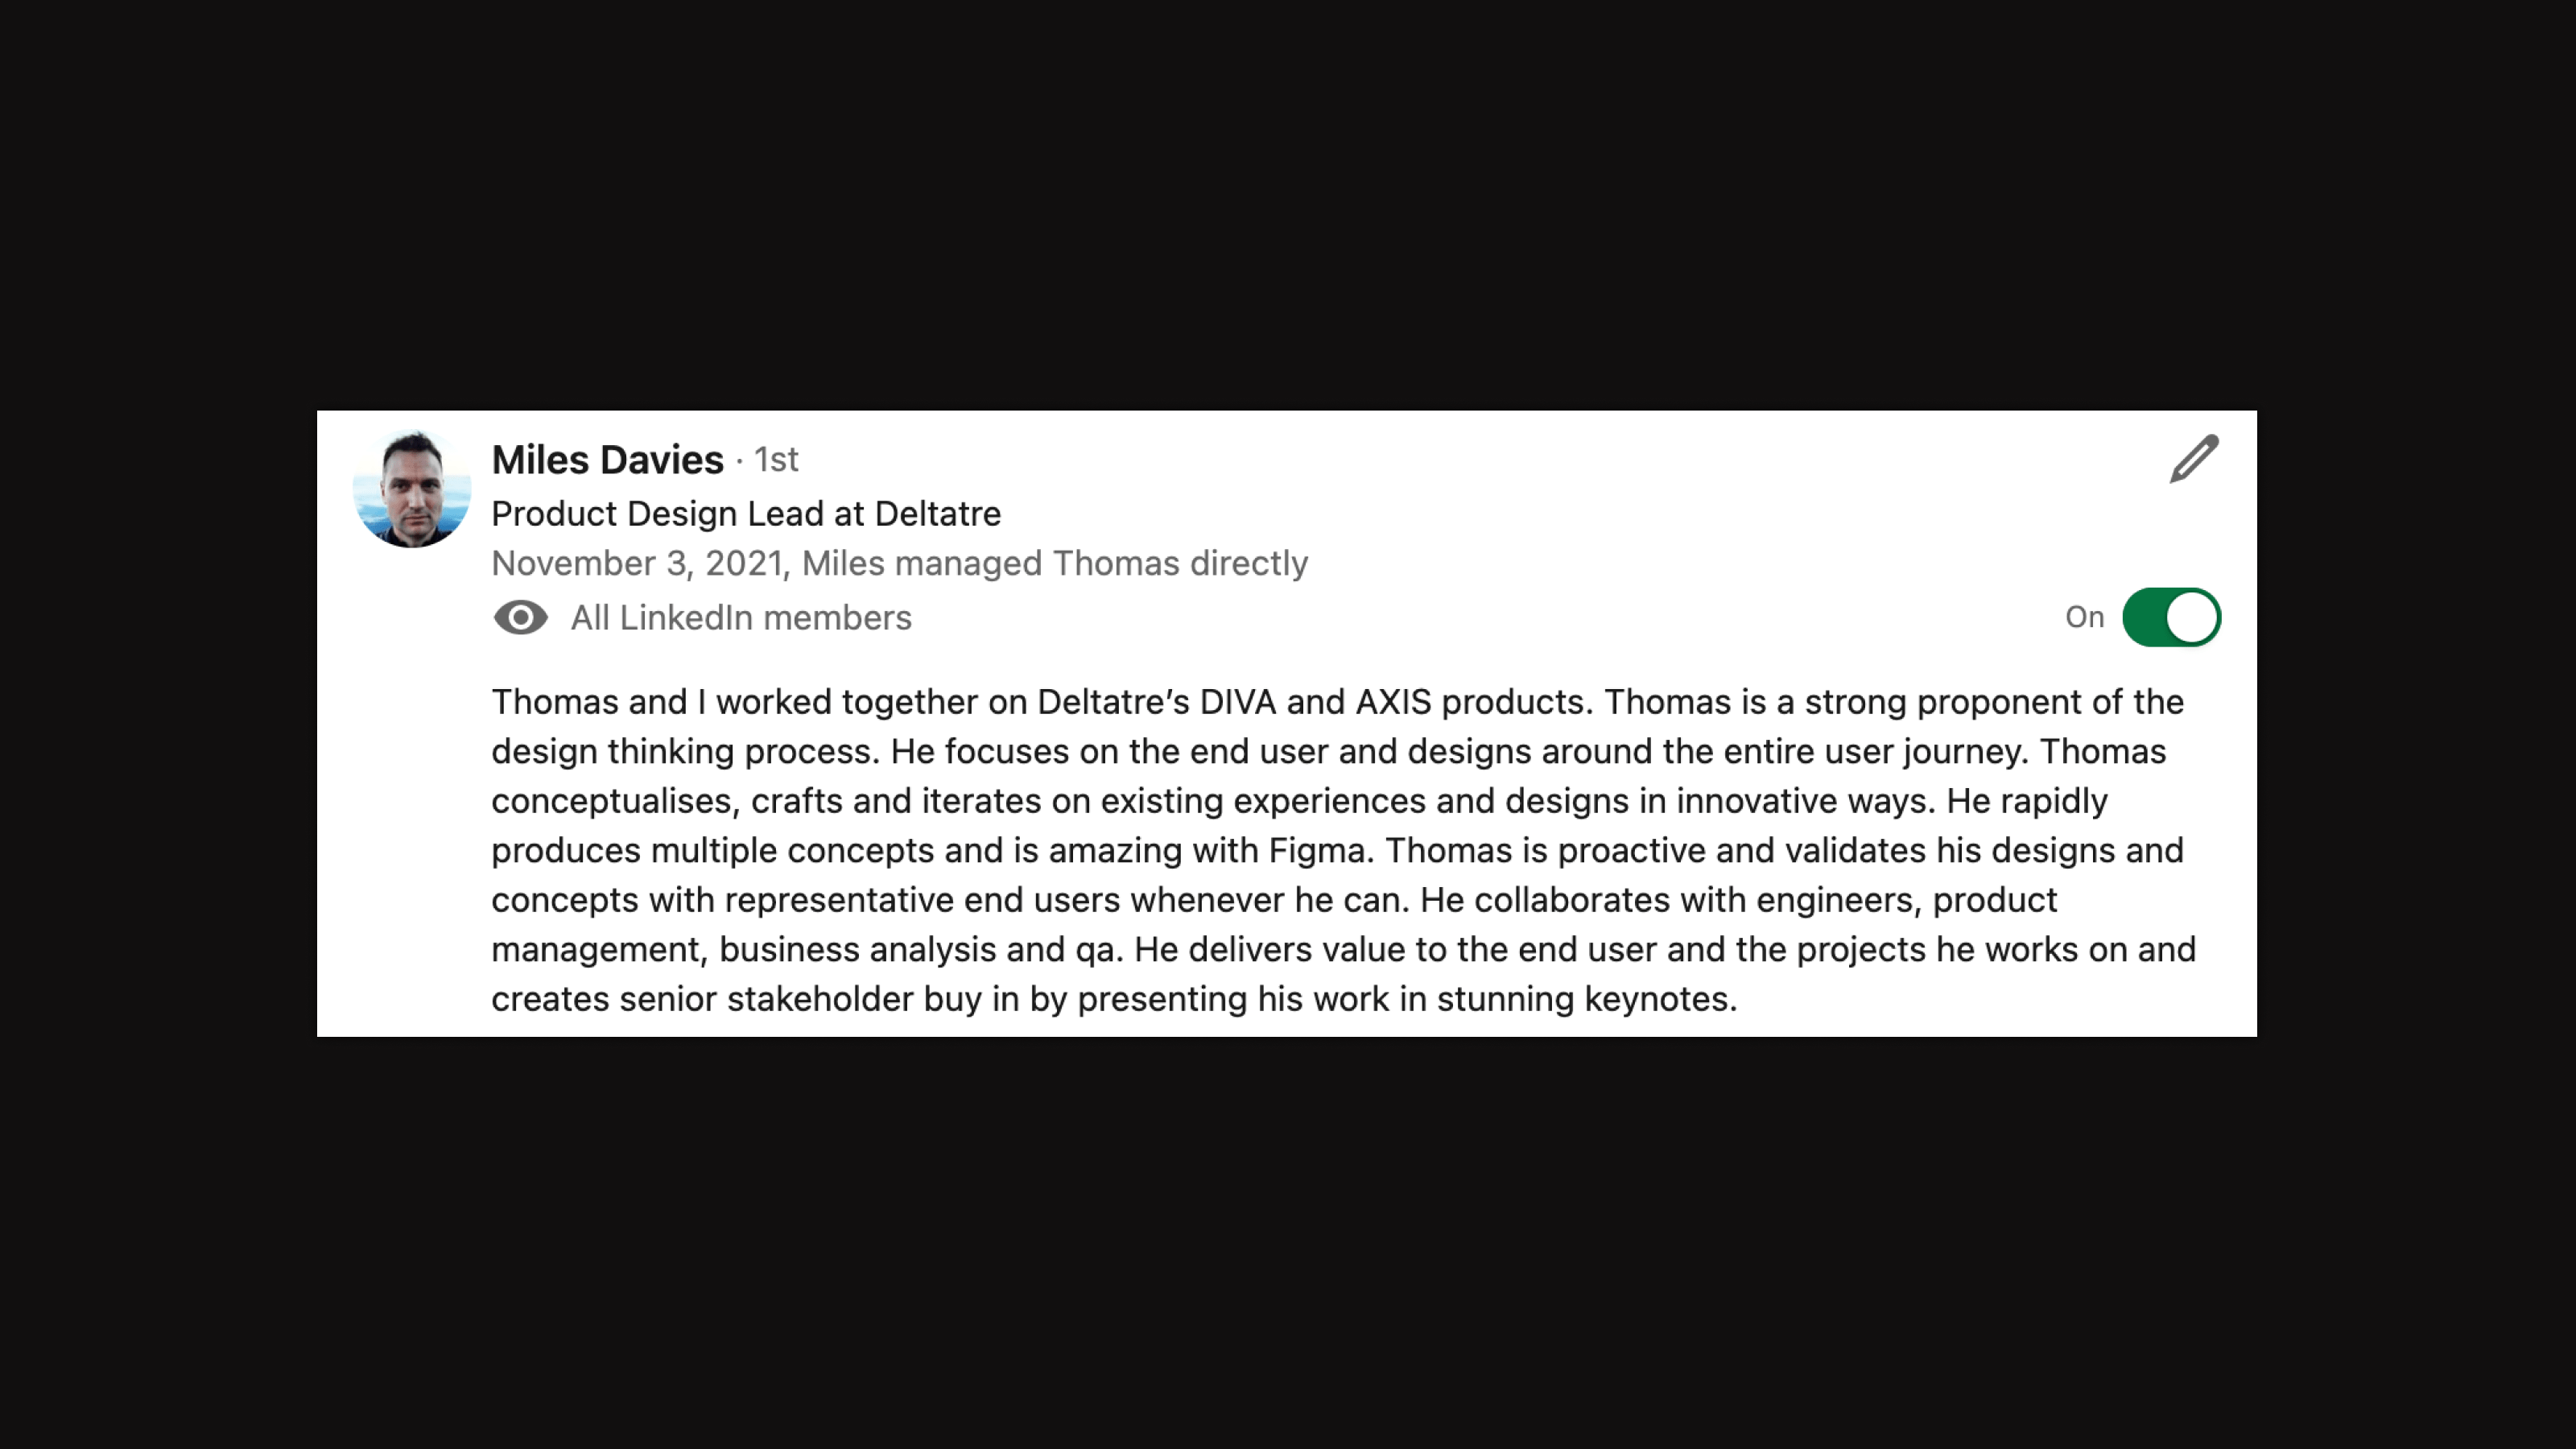 Miles Davies · 1st
Product Design Lead at Deltatre
November 3, 2021, Miles managed Thomas directly
All LinkedIn members
On
Thomas and I worked together on Deltatre’s DIVA and AXIS products. Thomas is a strong proponent of the
design thinking process. He focuses on the end user and designs around the entire user journey. Thomas
conceptualises, crafts and iterates on existing experiences and designs in innovative ways. He rapidly
produces multiple concepts and is amazing with Figma. Thomas is proactive and validates his designs and
concepts with representative end users whenever he can. He collaborates with engineers, product
management, business analysis and qa. He delivers value to the end user and the projects he works on and
creates senior stakeholder buy in by presenting his work in stunning keynotes.